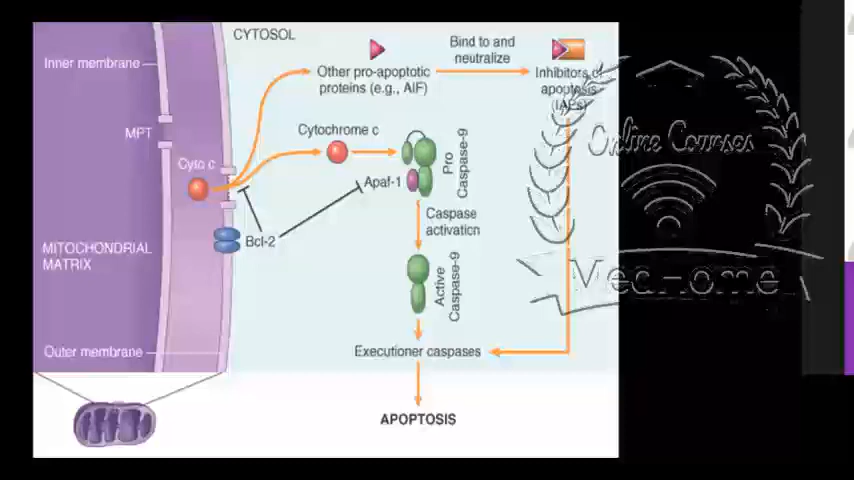 CYTOSOL
Inner membrane
MPT
Cyto c
MITOCHONDRIAL
MATRIX
Outer membrane
Bcl-2
Other pro-apoptotic
proteins (e.g., AIF)
Bind to and
neutralize
Inhibitors of
apoptosis
(IAPs)
Cytochrome c
Apaf-1
Pro
Caspase-9
Caspase
activation
Active
Caspase-9
Executioner caspases
APOPTOSIS
Online Courses
MedHome